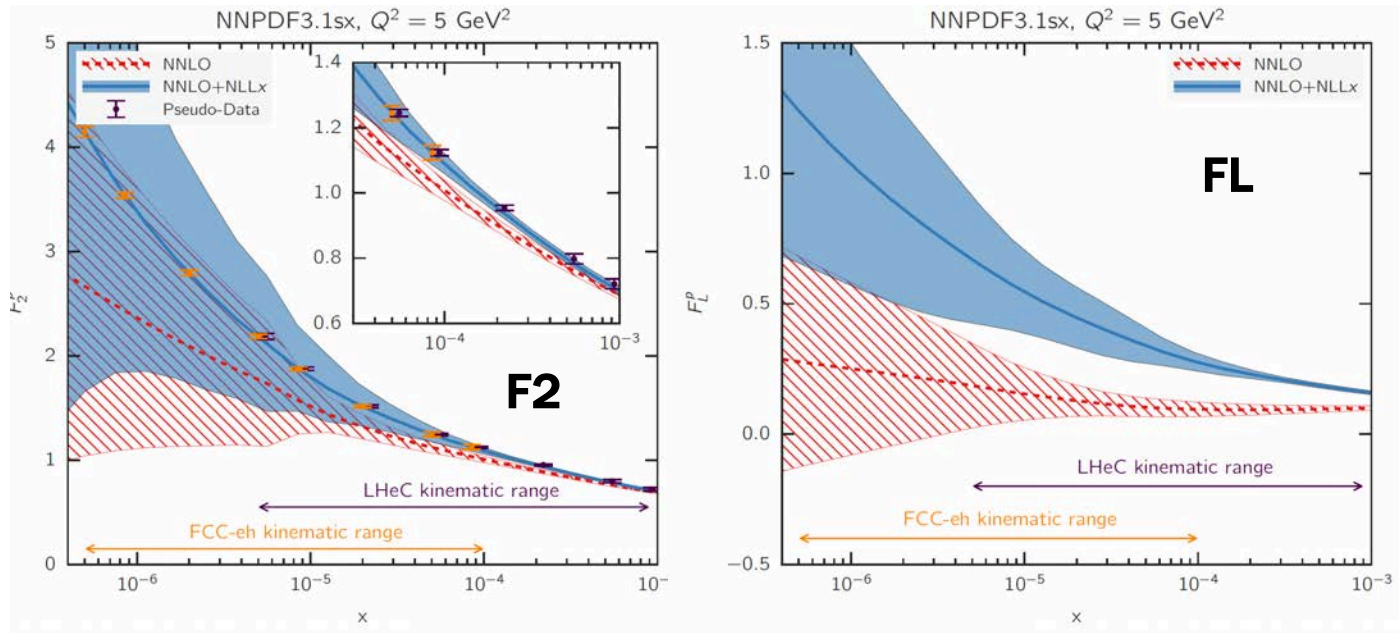 NNPDF3.1sx, Q² = 5 GeV²
5
4
3
2
1
0
F₂ᵖ
NNLO
NNLO+NLLx
Pseudo-Data
1.4
1.2
1.0
0.8
0.6
10⁻⁴
10⁻³
F2
LHeC kinematic range
FCC-eh kinematic range
10⁻⁶
10⁻⁵
10⁻⁴
10⁻
x
NNPDF3.1sx, Q² = 5 GeV²
1.5
1.0
0.5
0.0
−0.5
F_Lᵖ
NNLO
NNLO+NLLx
FL
LHeC kinematic range
FCC-eh kinematic range
10⁻⁶
10⁻⁵
10⁻⁴
10⁻³
x